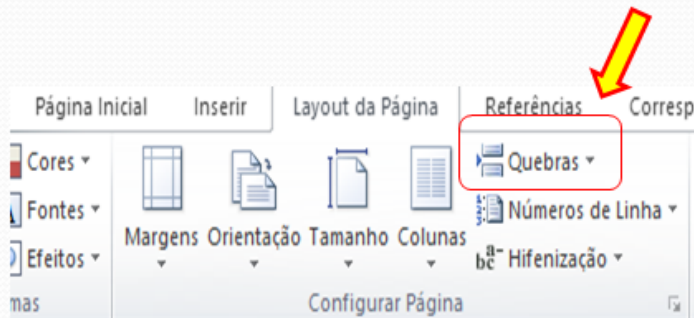 Página Inicial Inserir Layout da Página Referências Corresp
Cores
Fontes
Efeitos
mas
Margens Orientação Tamanho Colunas
Quebras
Números de Linha
Hifenização
Configurar Página